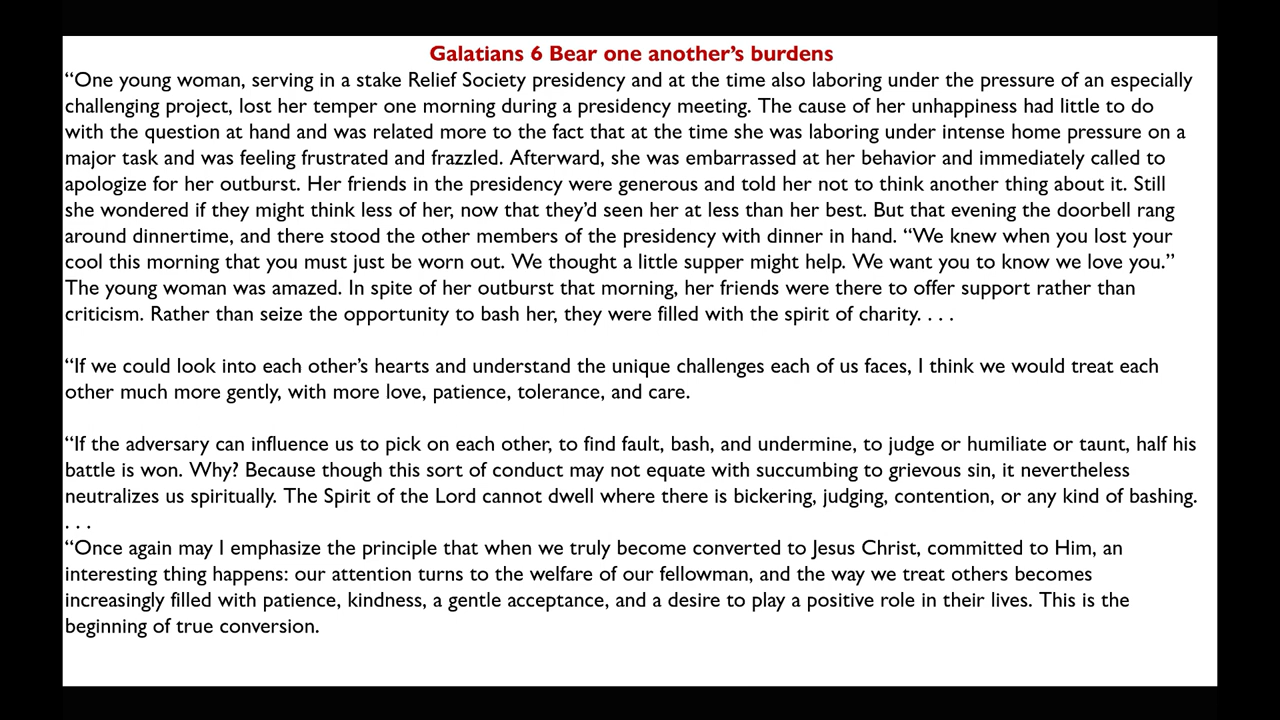 Galatians 6 Bear one another’s burdens
“One young woman, serving in a stake Relief Society presidency and at the time also laboring under the pressure of an especially
challenging project, lost her temper one morning during a presidency meeting. The cause of her unhappiness had little to do
with the question at hand and was related more to the fact that at the time she was laboring under intense home pressure on a
major task and was feeling frustrated and frazzled. Afterward, she was embarrassed at her behavior and immediately called to
apologize for her outburst. Her friends in the presidency were generous and told her not to think another thing about it. Still
she wondered if they might think less of her, now that they’d seen her at less than her best. But that evening the doorbell rang
around dinnertime, and there stood the other members of the presidency with dinner in hand. “We knew when you lost your
cool this morning that you must just be worn out. We thought a little supper might help. We want you to know we love you.”
The young woman was amazed. In spite of her outburst that morning, her friends were there to offer support rather than
criticism. Rather than seize the opportunity to bash her, they were filled with the spirit of charity. . . .
“If we could look into each other’s hearts and understand the unique challenges each of us faces, I think we would treat each
other much more gently, with more love, patience, tolerance, and care.
“If the adversary can influence us to pick on each other, to find fault, bash, and undermine, to judge or humiliate or taunt, half his
battle is won. Why? Because though this sort of conduct may not equate with succumbing to grievous sin, it nevertheless
neutralizes us spiritually. The Spirit of the Lord cannot dwell where there is bickering, judging, contention, or any kind of bashing.
. . .
“Once again may I emphasize the principle that when we truly become converted to Jesus Christ, committed to Him, an
interesting thing happens: our attention turns to the welfare of our fellowman, and the way we treat others becomes
increasingly filled with patience, kindness, a gentle acceptance, and a desire to play a positive role in their lives. This is the
beginning of true conversion.